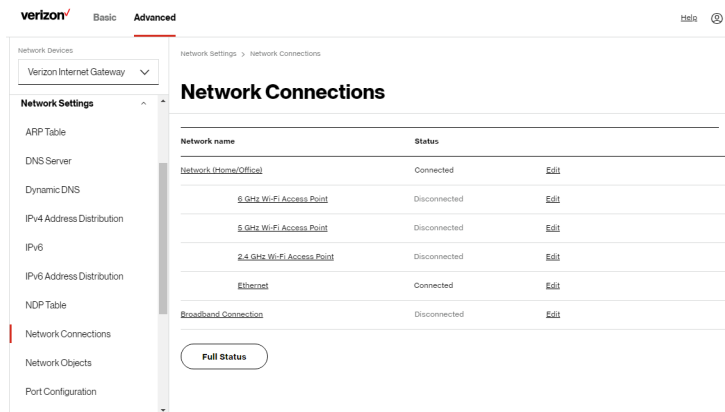 verizon✓ Basic Advanced Help
Network Devices
Verizon Internet Gateway
Network Settings
ARP Table
DNS Server
Dynamic DNS
IPv4 Address Distribution
IPv6
IPv6 Address Distribution
NDP Table
Network Connections
Network Objects
Port Configuration
Network Settings > Network Connections
Network Connections
Network name Status
Network (Home/Office) Connected Edit
6 GHz Wi-Fi Access Point Disconnected Edit
5 GHz Wi-Fi Access Point Disconnected Edit
2.4 GHz Wi-Fi Access Point Disconnected Edit
Ethernet Connected Edit
Broadband Connection Disconnected Edit
Full Status